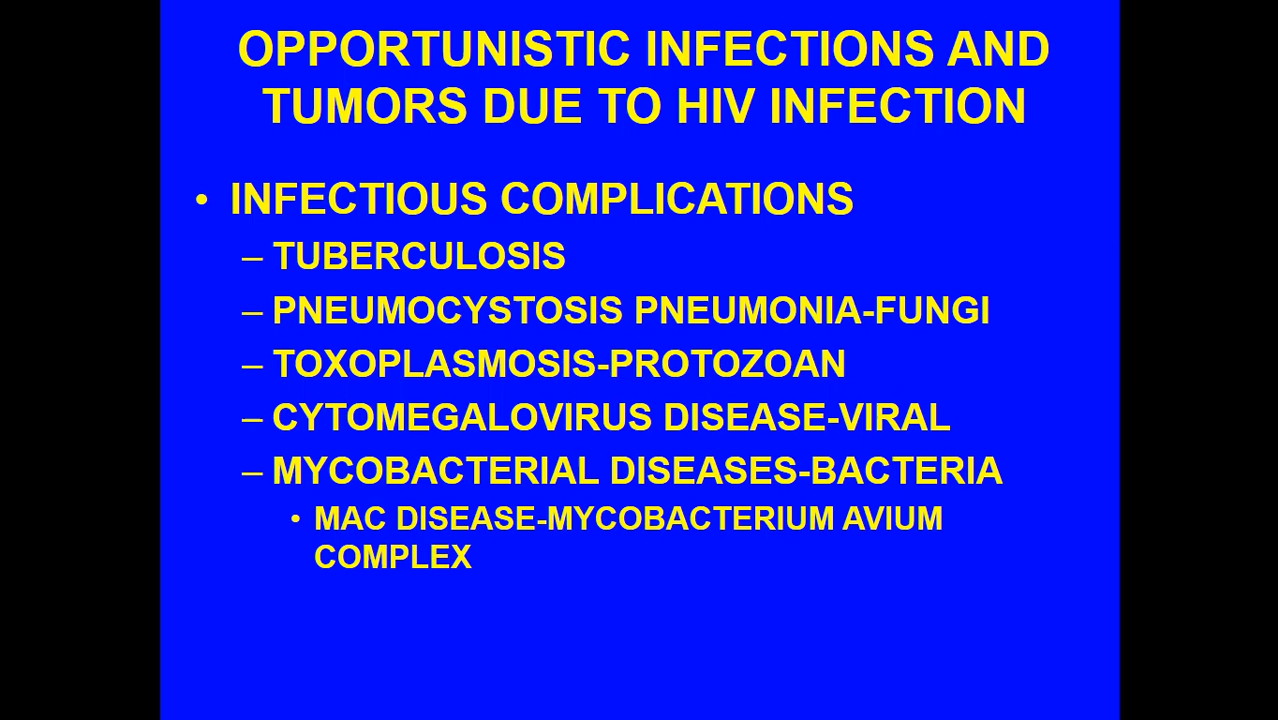 OPPORTUNISTIC INFECTIONS AND
TUMORS DUE TO HIV INFECTION
• INFECTIOUS COMPLICATIONS
– TUBERCULOSIS
– PNEUMOCYSTOSIS PNEUMONIA-FUNGI
– TOXOPLASMOSIS-PROTOZOAN
– CYTOMEGALOVIRUS DISEASE-VIRAL
– MYCOBACTERIAL DISEASES-BACTERIA
• MAC DISEASE-MYCOBACTERIUM AVIUM
COMPLEX